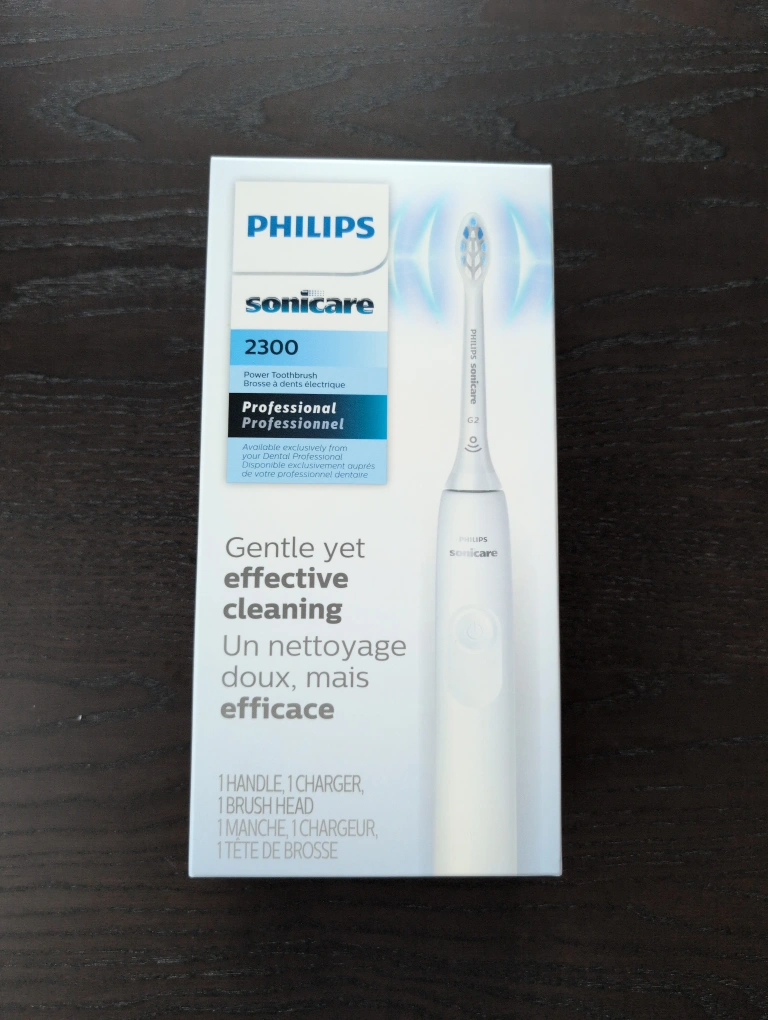 PHILIPS
sonicare
2300
Power Toothbrush
Brosse à dents électrique
Professional
Professionnel
Available exclusively from
your Dental Professional
Disponible exclusivement auprès
de votre professionnel dentaire
PHILIPS sonicare
G2
PHILIPS
sonicare
Gentle yet
effective
cleaning
Un nettoyage
doux, mais
efficace
1 HANDLE, 1 CHARGER,
1 BRUSH HEAD
1 MANCHE, 1 CHARGEUR,
1 TÊTE DE BROSSE